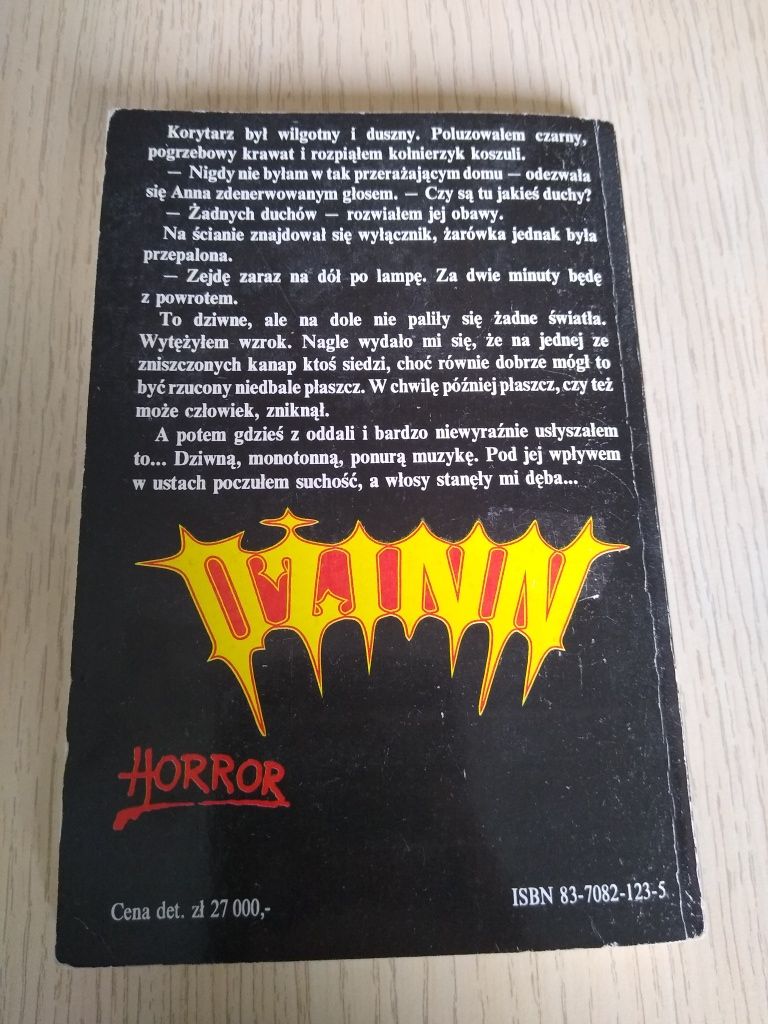 Korytarz był wilgotny i duszny. Poluzowałem czarny,
pogrzebowy krawat i rozpiąłem kołnierzyk koszuli.
— Nigdy nie byłam w tak przerażającym domu — odezwała
się Anna zdenerwowanym głosem. — Czy są tu jakieś duchy?
— Żadnych duchów — rozwiałem jej obawy.
Na ścianie znajdował się wyłącznik, żarówka jednak była
przepalona.
— Zejdę zaraz na dół po lampę. Za dwie minuty będę
z powrotem.
To dziwne, ale na dole nie paliły się żadne światła.
Wytężyłem wzrok. Nagle wydało mi się, że na jednej ze
zniszczonych kanap ktoś siedzi, choć równie dobrze mógł to
być rzucony niedbale płaszcz. W chwilę później płaszcz, czy też
może człowiek, zniknął.
A potem gdzieś z oddali i bardzo niewyraźnie usłyszałem
to... Dziwną, monotonną, ponurą muzykę. Pod jej wpływem
w ustach poczułem suchość, a włosy stanęły mi dęba...
DŻINN
HORROR
Cena det. zł 27 000,-
ISBN 83-7082-123-5